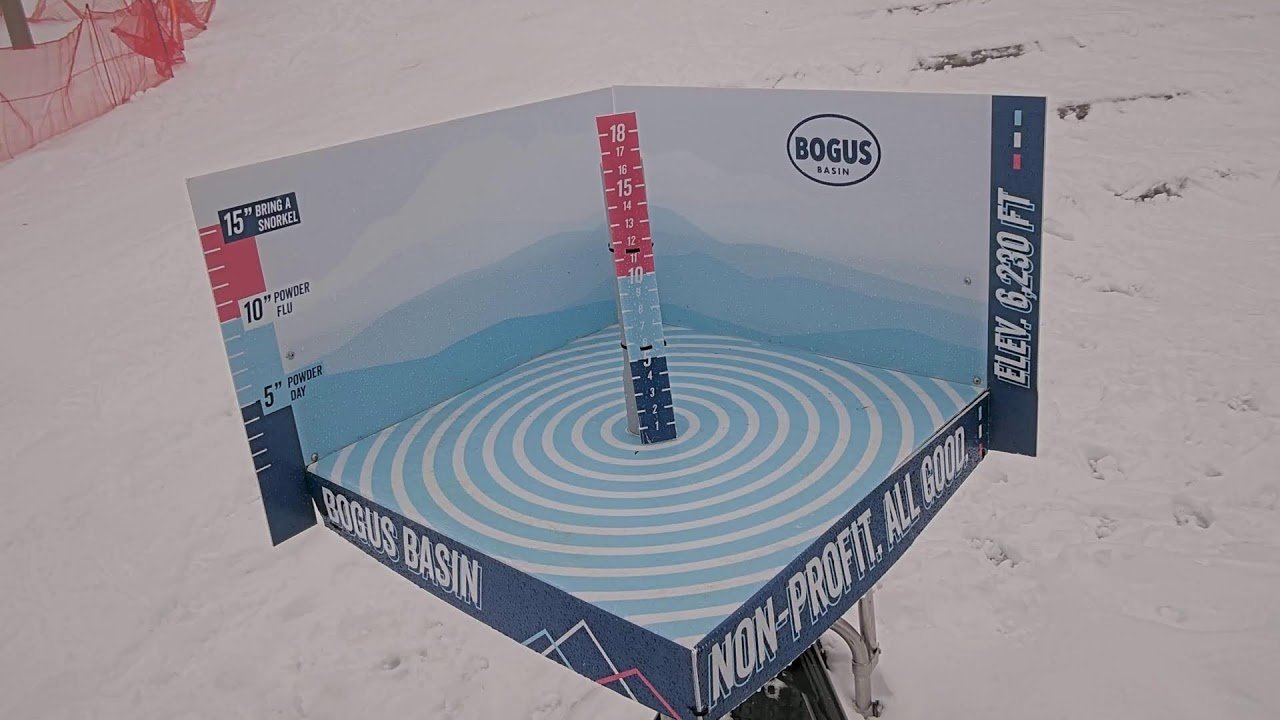 15" BRING A
SNORKEL
10" POWDER
FLU
5" POWDER
DAY
18
17
16
15
14
13
12
11
10
9
8
7
5
4
3
2
1
BOGUS
BASIN
ELEV. 6,230 FT
BOGUS BASIN
NON-PROFIT. ALL GOOD.